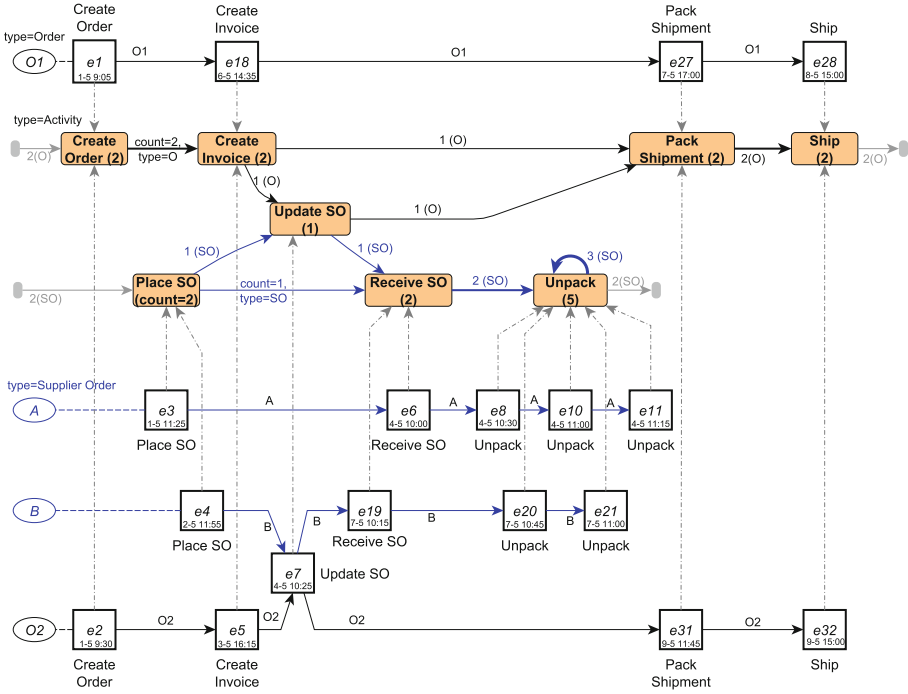 Create
Order
Create
Invoice
Pack
Shipment
Ship
type=Order
O1
e1
1-5 9:05
O1
e18
6-5 14:35
O1
e27
7-5 17:00
O1
e28
8-5 15:00
type=Activity
2(O)
Create
Order (2)
count=2,
type=O
Create
Invoice (2)
1 (O)
Pack
Shipment (2)
2(O)
Ship
(2)
2(O)
1 (O)
Update SO
(1)
1 (O)
1 (SO)
1 (SO)
3 (SO)
2(SO)
Place SO
(count=2)
count=1,
type=SO
Receive SO
(2)
2 (SO)
Unpack
(5)
2(SO)
type=Supplier Order
A
e3
1-5 11:25
A
e6
4-5 10:00
A
e8
4-5 10:30
A
e10
4-5 11:00
A
e11
4-5 11:15
Place SO
Receive SO
Unpack
Unpack
Unpack
B
e4
2-5 11:55
B
B
e19
7-5 10:15
B
e20
7-5 10:45
B
e21
7-5 11:00
Place SO
Receive SO
Unpack
Unpack
e7
4-5 10:25
Update SO
O2
e2
1-5 9:30
O2
e5
3-5 16:15
O2
O2
e31
9-5 11:45
O2
e32
9-5 15:00
Create
Order
Create
Invoice
Pack
Shipment
Ship